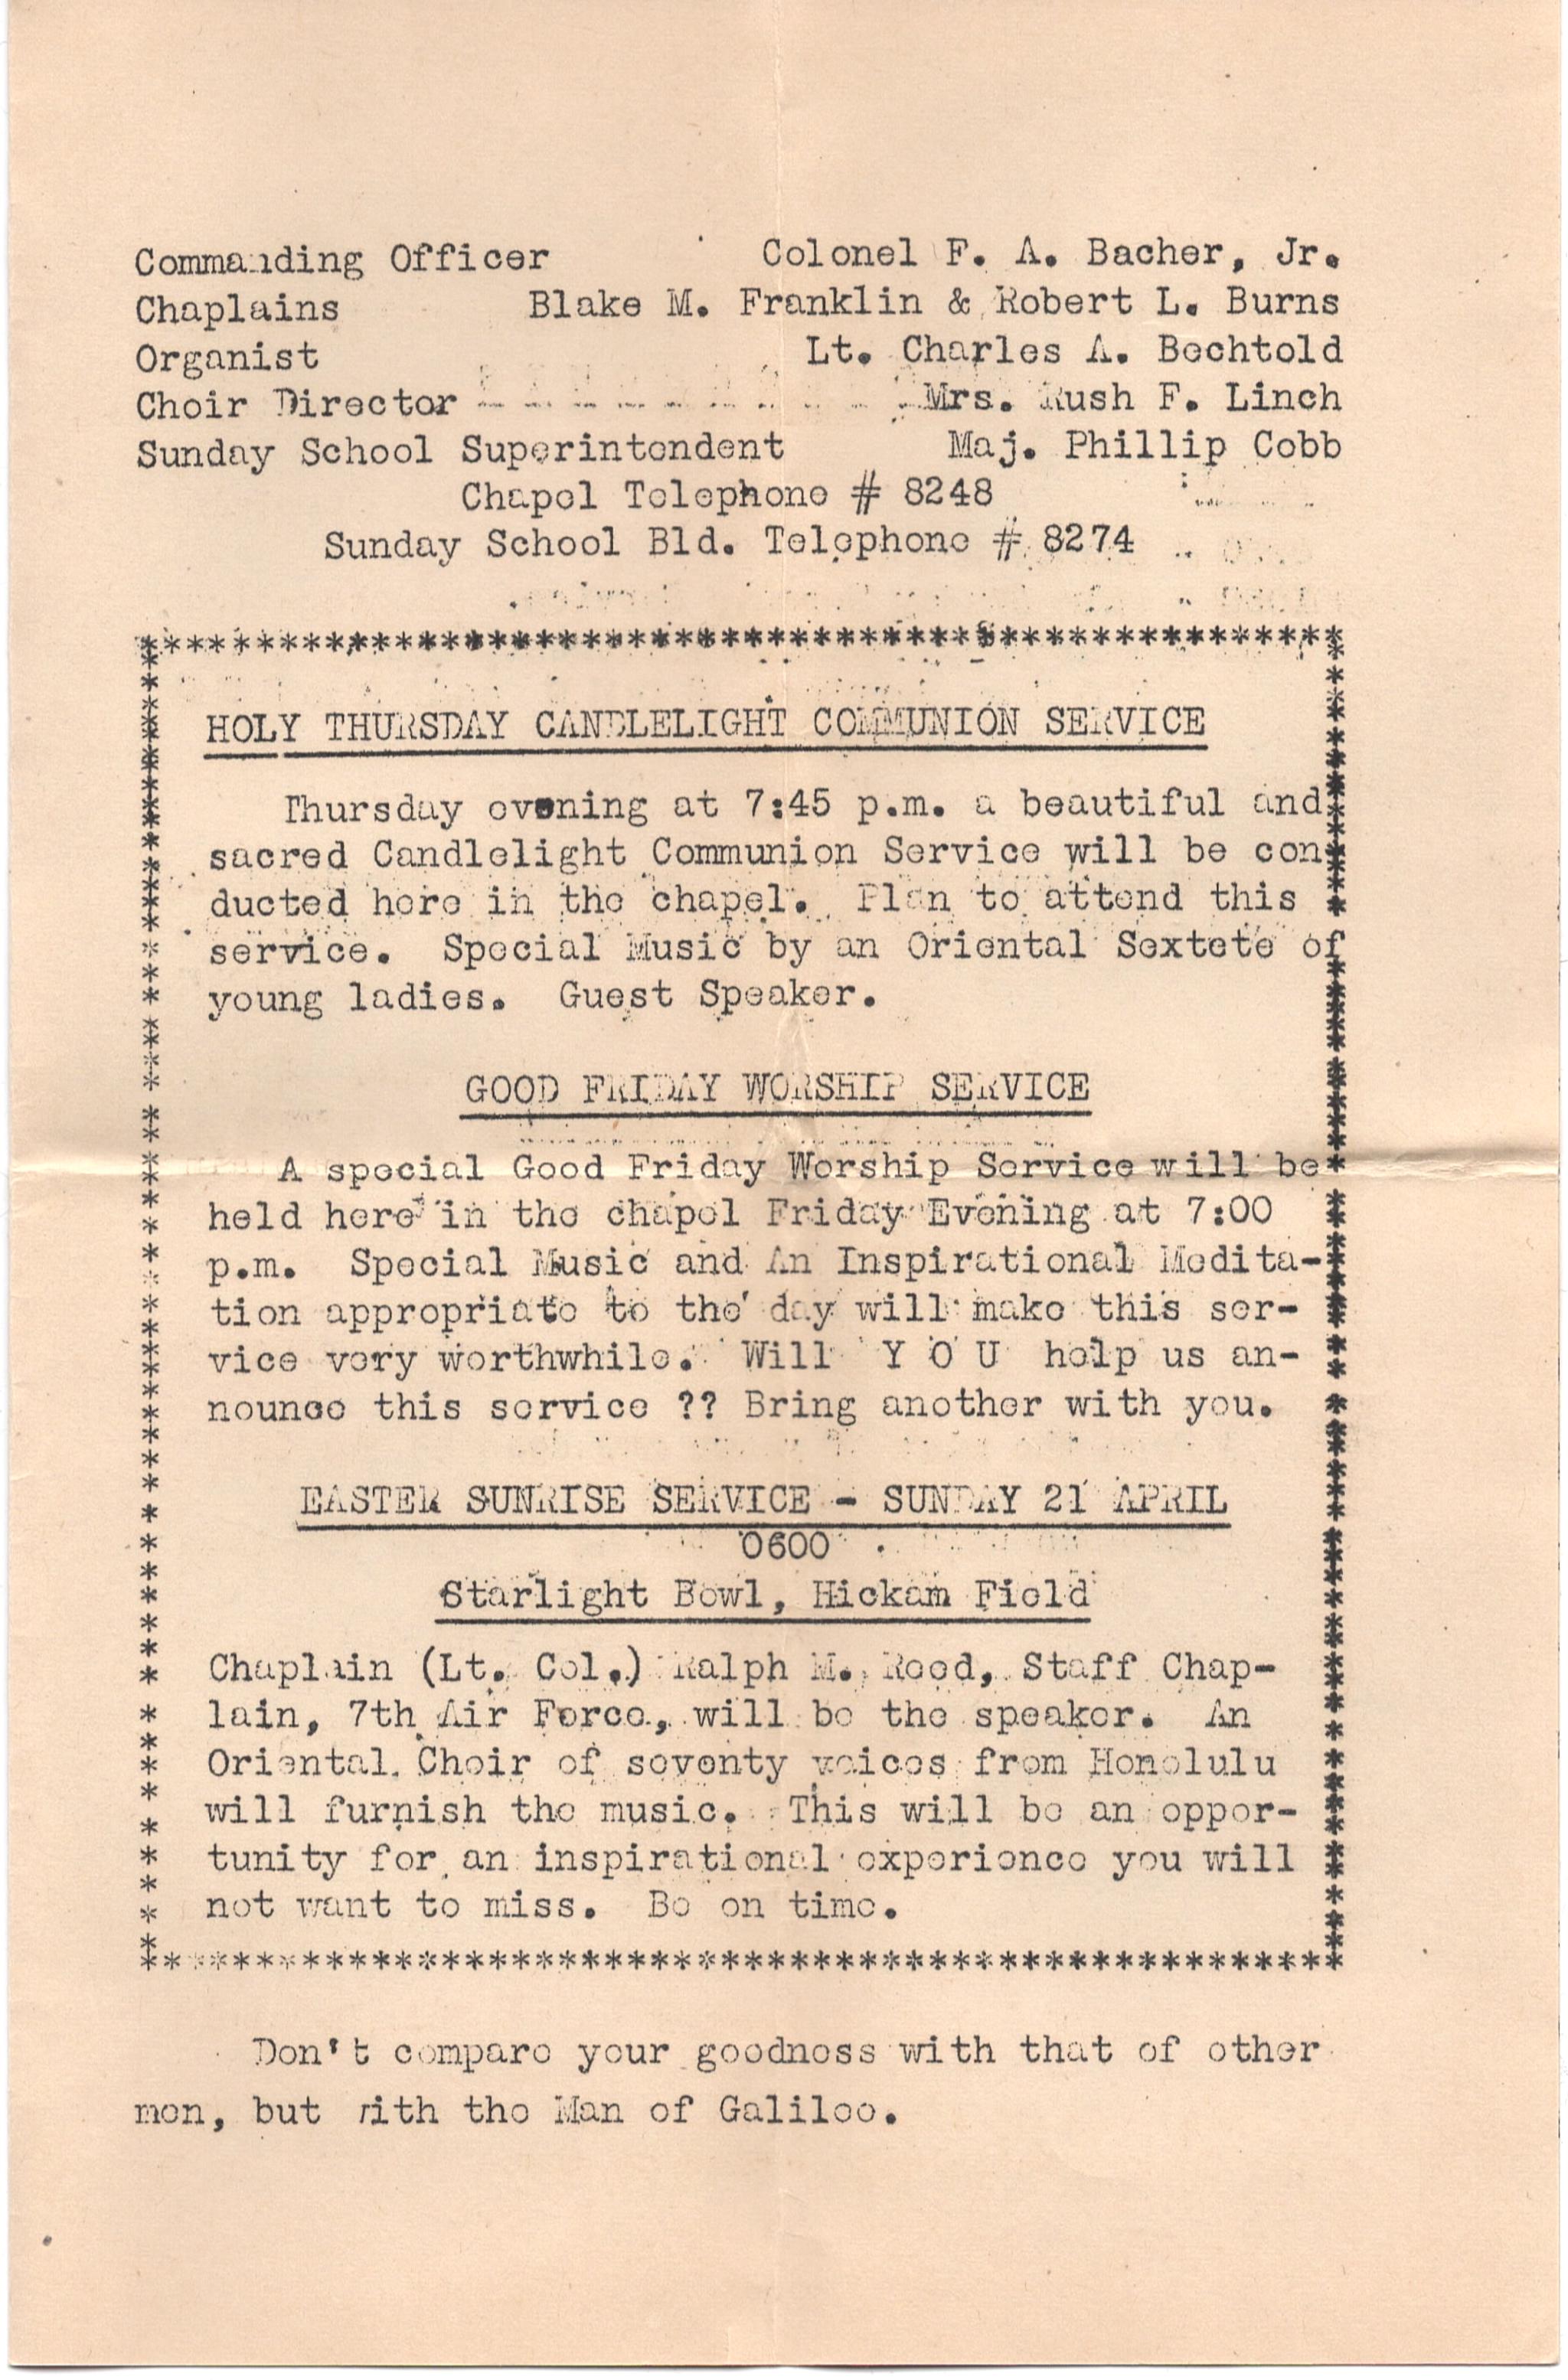 Commanding Officer Colonel F. A. Bacher, Jr.
Chaplains Blake M. Franklin & Robert L. Burns
Organist Lt. Charles A. Bechtold
Choir Director Mrs. Rush F. Linch
Sunday School Superintendent Maj. Phillip Cobb
Chapel Telephone # 8248
Sunday School Bld. Telephone # 8274
***************************************************
HOLY THURSDAY CANDLELIGHT COMMUNION SERVICE
Thursday evening at 7:45 p.m. a beautiful and
sacred Candlelight Communion Service will be con
ducted here in the chapel. Plan to attend this
service. Special Music by an Oriental Sextete of
young ladies. Guest Speaker.
GOOD FRIDAY WORSHIP SERVICE
A special Good Friday Worship Service will be
held here in the chapel Friday Evening at 7:00
p.m. Special Music and An Inspirational Medita-
tion appropriate to the day will make this ser-
vice very worthwhile. Will Y O U help us an-
nounce this service ?? Bring another with you.
EASTER SUNRISE SERVICE - SUNDAY 21 APRIL
0600
Starlight Bowl, Hickam Field
Chaplain (Lt. Col.) Ralph M. Reed, Staff Chap-
lain, 7th Air Force, will be the speaker. An
Oriental Choir of seventy voices from Honolulu
will furnish the music. This will be an oppor-
tunity for an inspirational experience you will
not want to miss. Be on time.
***************************************************
Don't compare your goodness with that of other
men, but with the Man of Galilee.